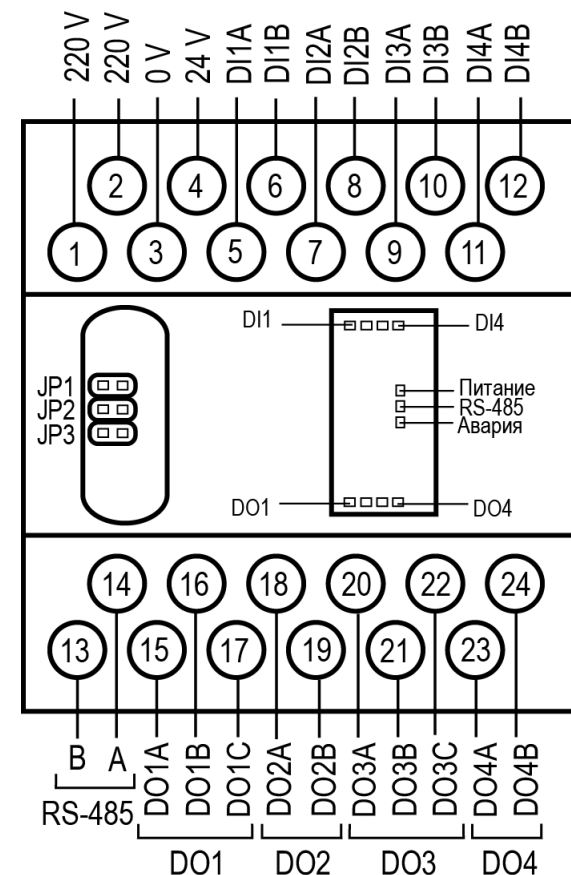 220 V 220 V 0 V 24 V DI1A DI1B DI2A DI2B DI3A DI3B DI4A DI4B
2 4 6 8 10 12
1 3 5 7 9 11
DI1 DI4
JP1 Питание
JP2 RS-485
JP3 Авария
DO1 DO4
14 16 18 20 22 24
13 15 17 19 21 23
B A DO1A DO1B DO1C DO2A DO2B DO3A DO3B DO3C DO4A DO4B
RS-485
DO1 DO2 DO3 DO4